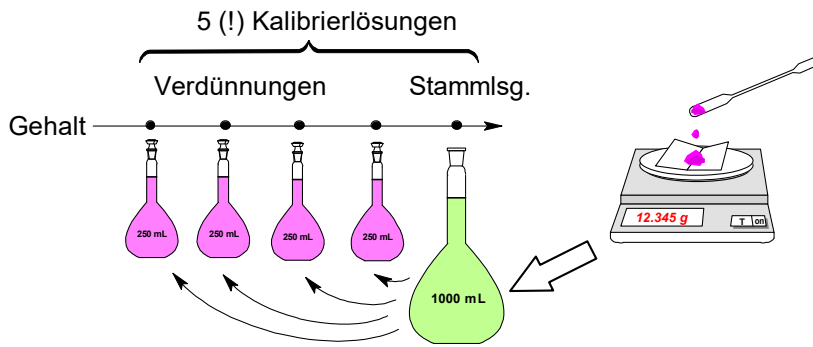 5 (!) Kalibrierlösungen
Verdünnungen
Stammlsg.
Gehalt
250 mL
250 mL
250 mL
250 mL
1000 mL
12.345 g
T on